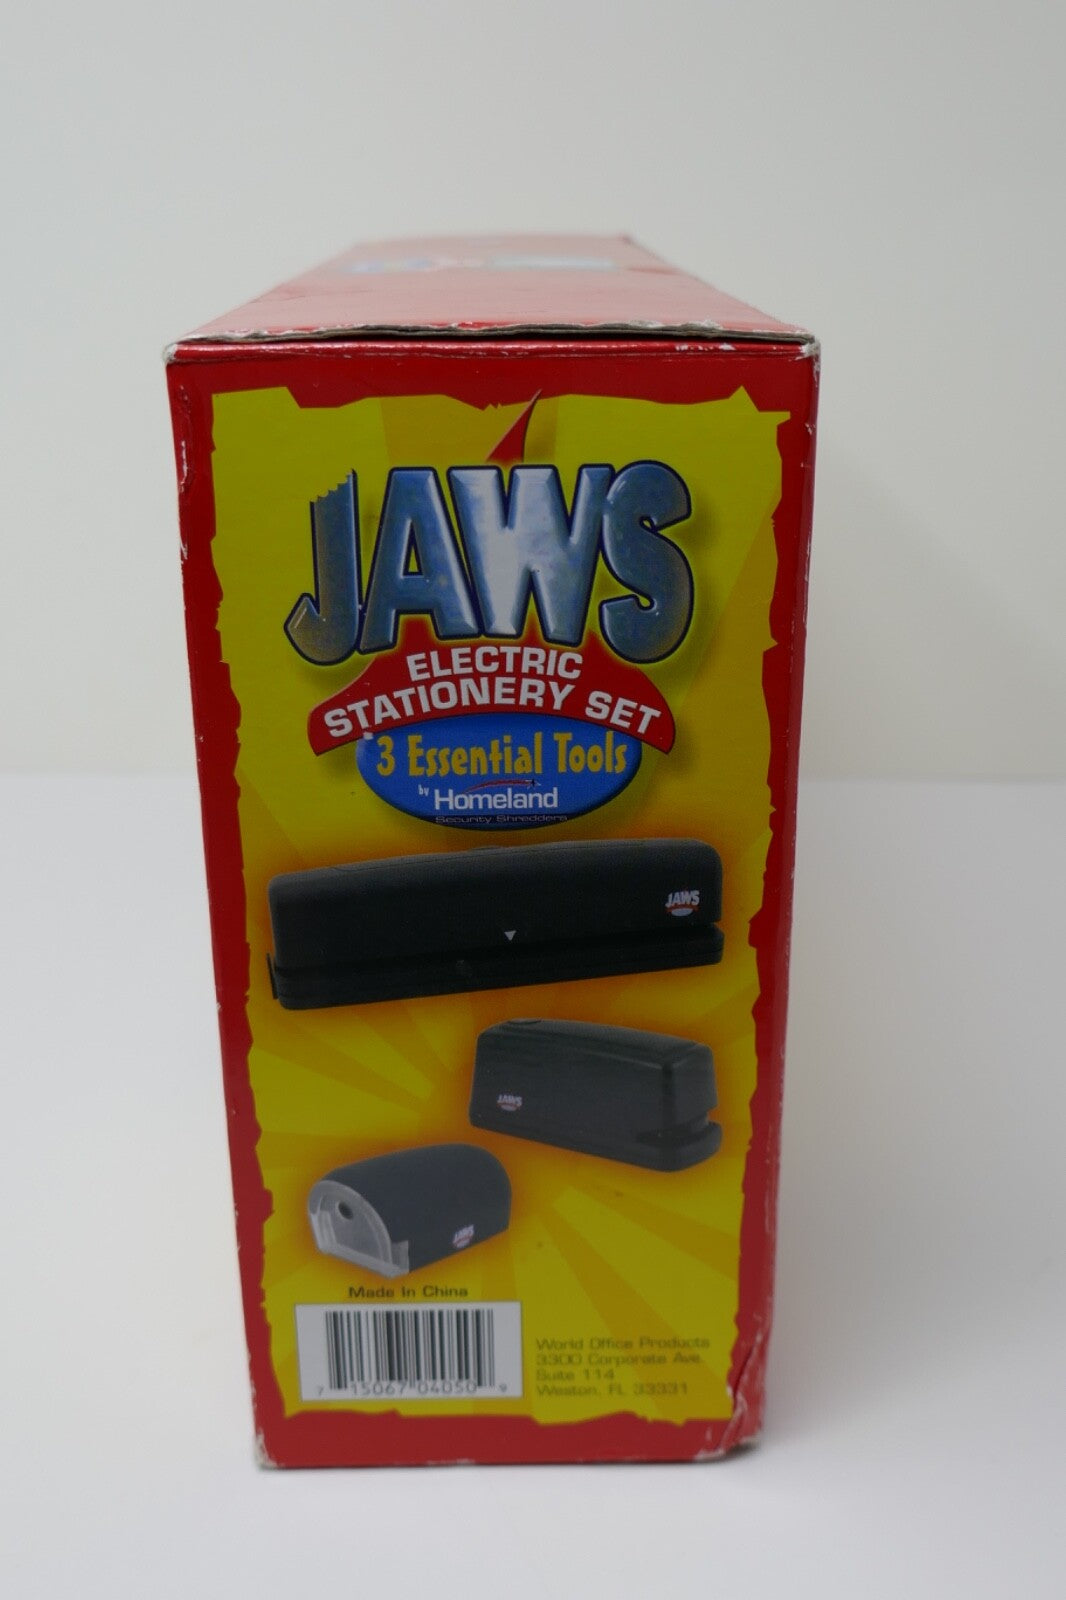 JAWS
ELECTRIC
STATIONERY SET
3 Essential Tools
by Homeland
Security Shredders
JAWS
JAWS
JAWS
Made In China
7 15067 04050 9
World Office Products
3300 Corporate Ave.
Suite 114
Weston, FL 33331